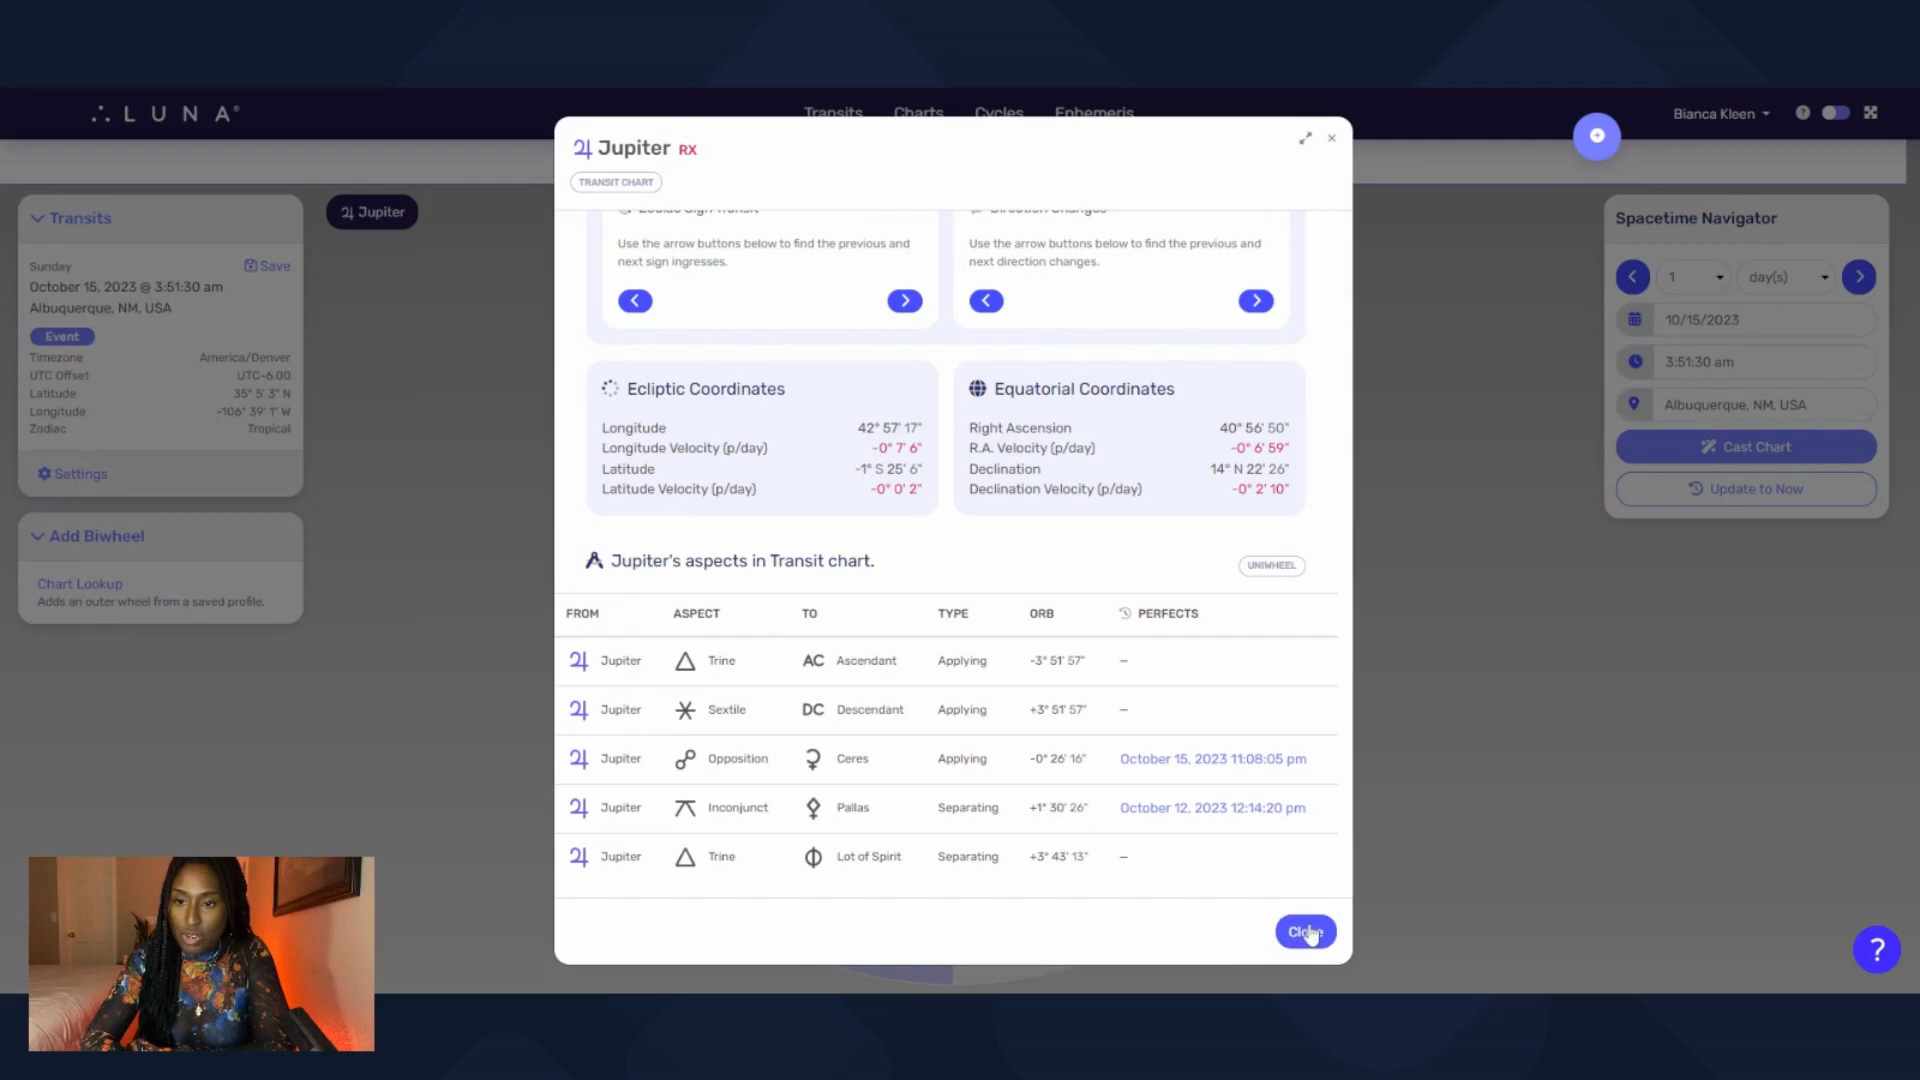 LUNA®
Transits Charts Cycles Ephemeris
Bianca Kleen
Jupiter RX
TRANSIT CHART
Transits
Sunday
Save
October 15, 2023 @ 3:51:30 am
Albuquerque, NM, USA
Event
Timezone America/Denver
UTC Offset UTC-6.00
Latitude 35° 5' 3" N
Longitude -106° 39' 1" W
Zodiac Tropical
Settings
Add Biwheel
Chart Lookup
Adds an outer wheel from a saved profile.
Jupiter
Zodiac Sign Transit
Use the arrow buttons below to find the previous and
next sign ingresses.
Direction Changes
Use the arrow buttons below to find the previous and
next direction changes.
Ecliptic Coordinates
Longitude 42° 57' 17"
Longitude Velocity (p/day) -0° 7' 6"
Latitude -1° S 25' 6"
Latitude Velocity (p/day) -0° 0' 2"
Equatorial Coordinates
Right Ascension 40° 56' 50"
R.A. Velocity (p/day) -0° 6' 59"
Declination 14° N 22' 26"
Declination Velocity (p/day) -0° 2' 10"
Jupiter's aspects in Transit chart.
UNIWHEEL
FROM ASPECT TO TYPE ORB PERFECTS
Jupiter Trine AC Ascendant Applying -3° 51' 57" –
Jupiter Sextile DC Descendant Applying +3° 51' 57" –
Jupiter Opposition Ceres Applying -0° 26' 16" October 15, 2023 11:08:05 pm
Jupiter Inconjunct Pallas Separating +1° 30' 26" October 12, 2023 12:14:20 pm
Jupiter Trine Lot of Spirit Separating +3° 43' 13" –
Close
Spacetime Navigator
1 day(s)
10/15/2023
3:51:30 am
Albuquerque, NM, USA
Cast Chart
Update to Now
?